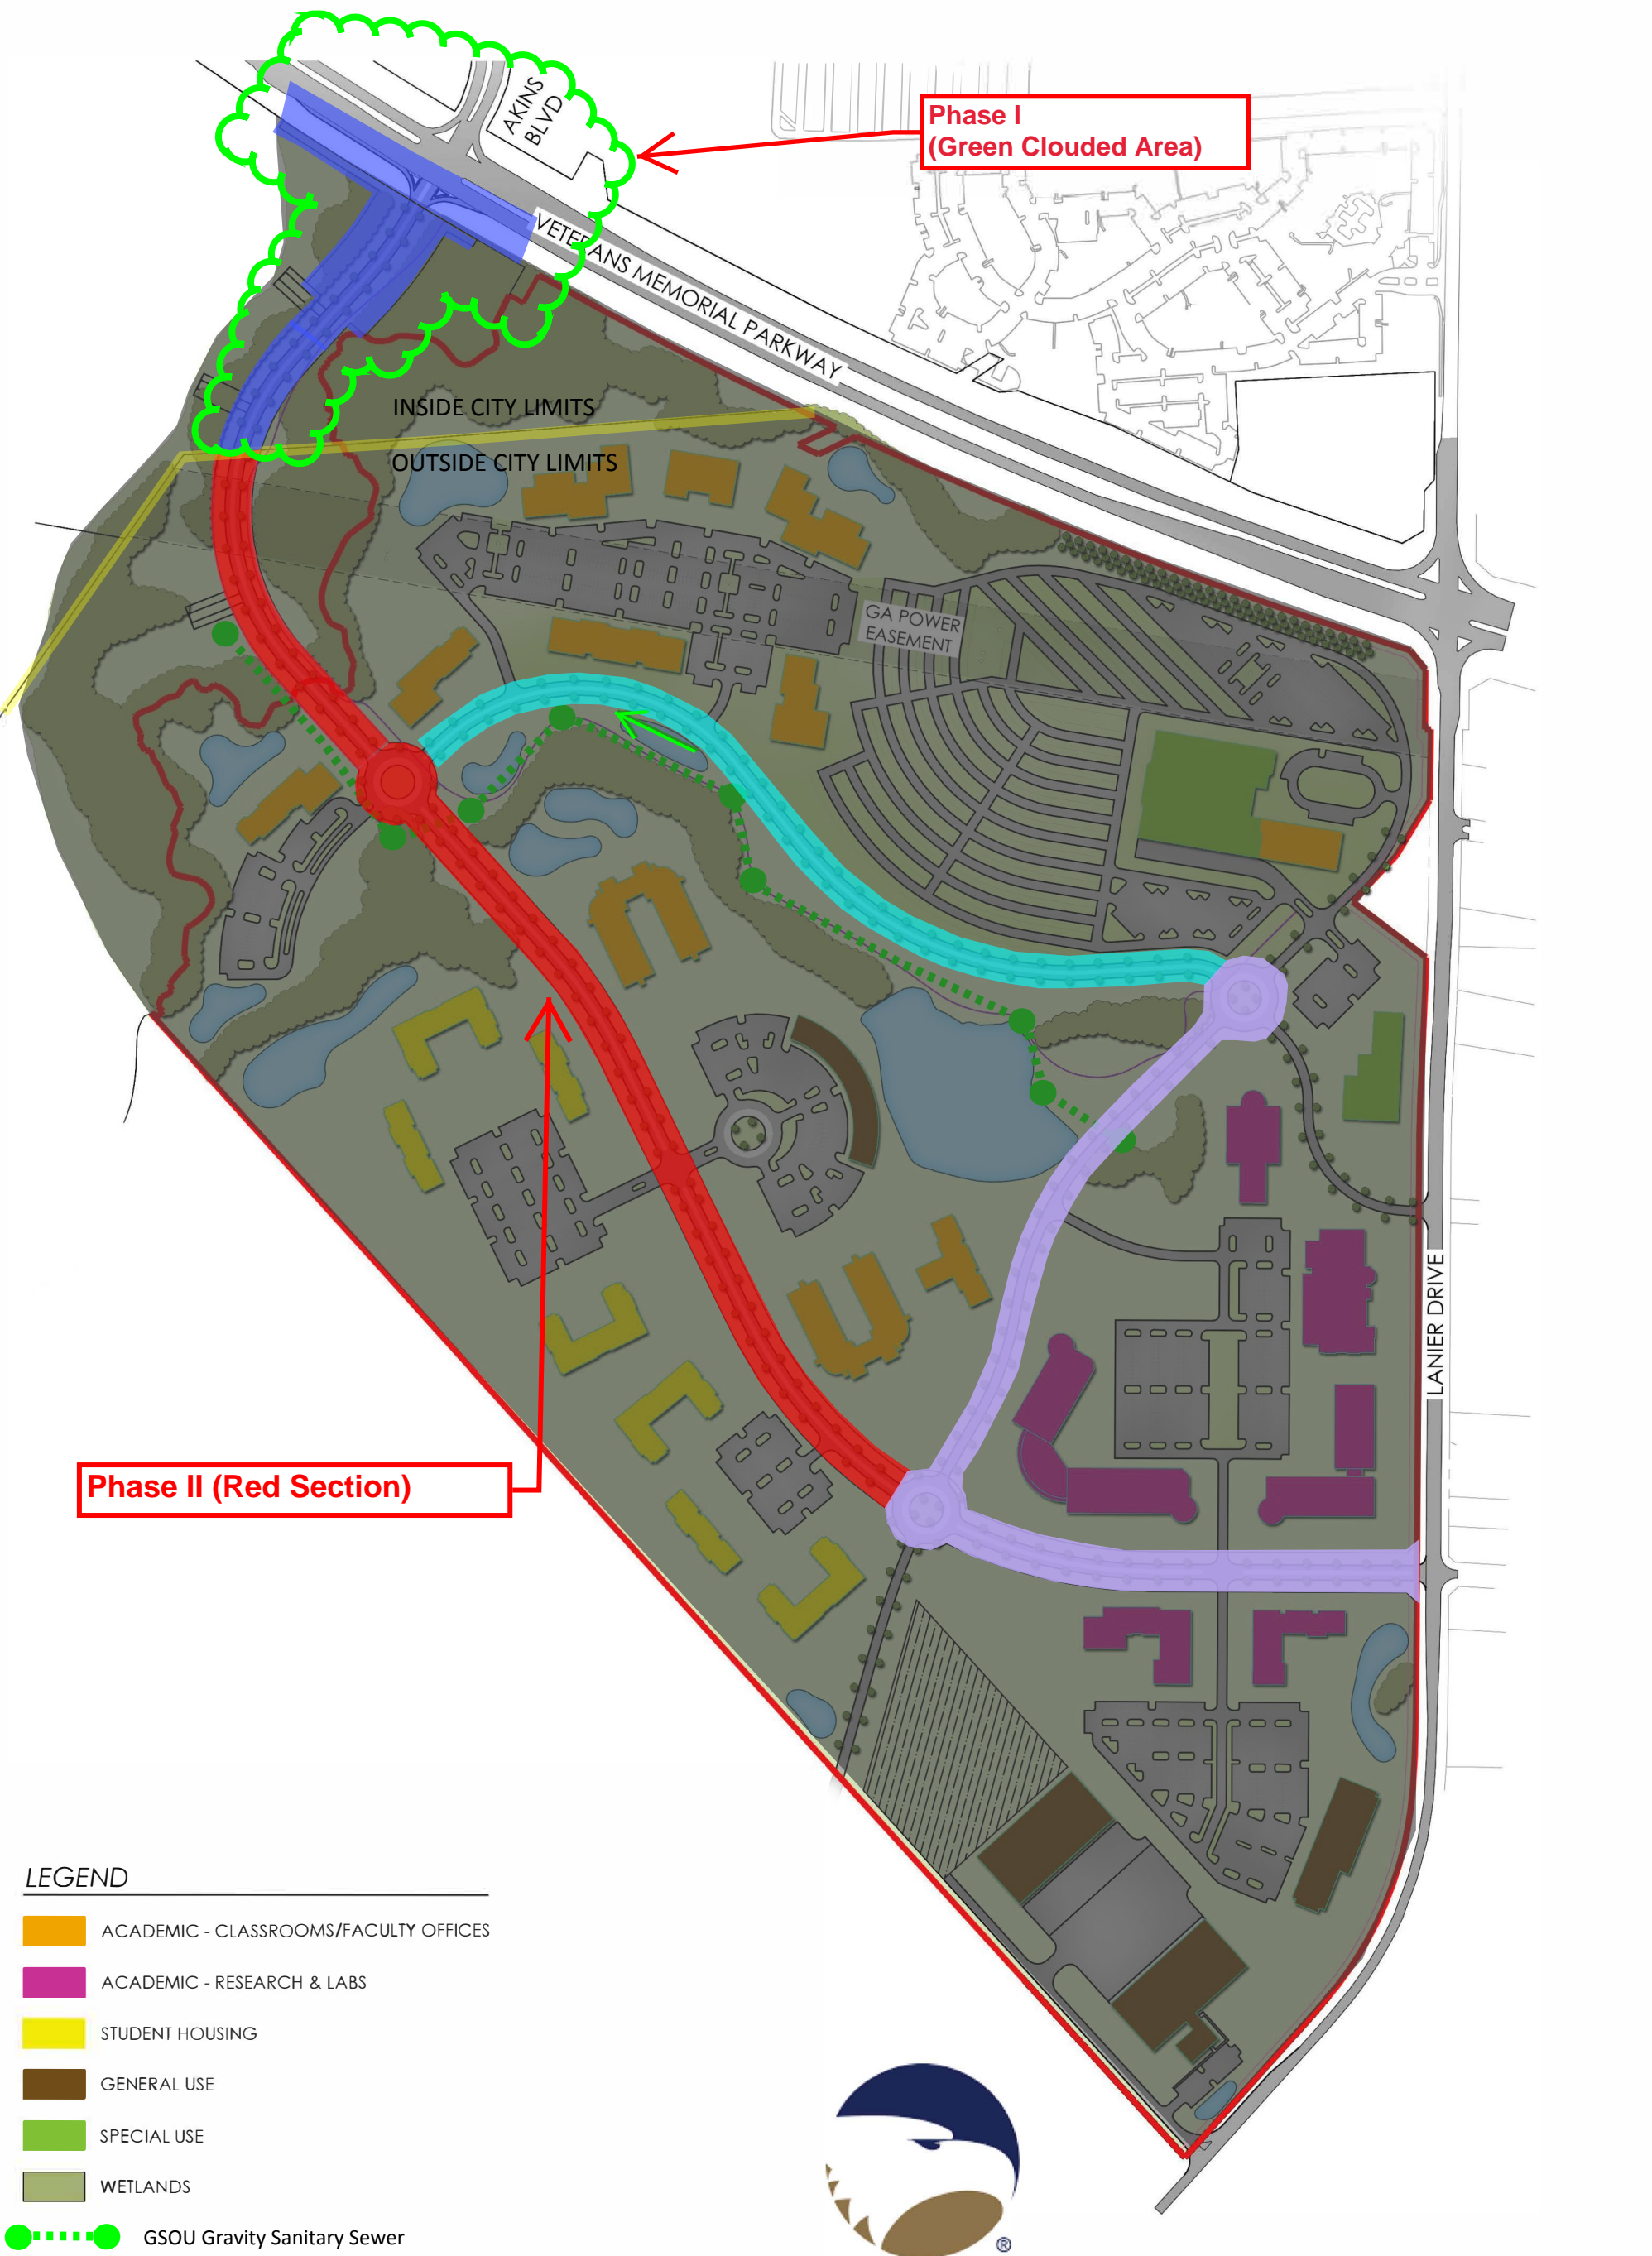 AKINS
BLVD
Phase I
(Green Clouded Area)
VETERANS MEMORIAL PARKWAY
INSIDE CITY LIMITS
OUTSIDE CITY LIMITS
GA POWER
EASEMENT
LANIER DRIVE
Phase II (Red Section)
LEGEND
ACADEMIC - CLASSROOMS/FACULTY OFFICES
ACADEMIC - RESEARCH & LABS
STUDENT HOUSING
GENERAL USE
SPECIAL USE
WETLANDS
GSOU Gravity Sanitary Sewer
®